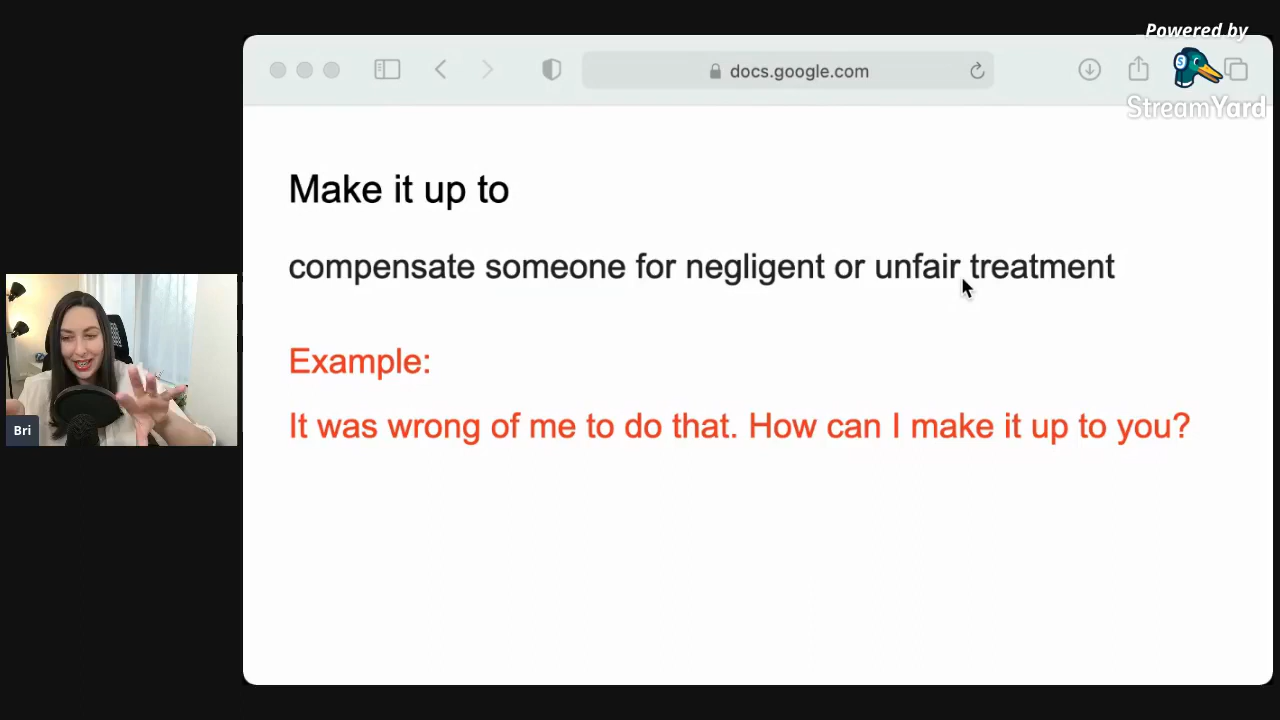 Powered by
docs.google.com
StreamYard
Make it up to
compensate someone for negligent or unfair treatment
Example:
It was wrong of me to do that. How can I make it up to you?
Bri